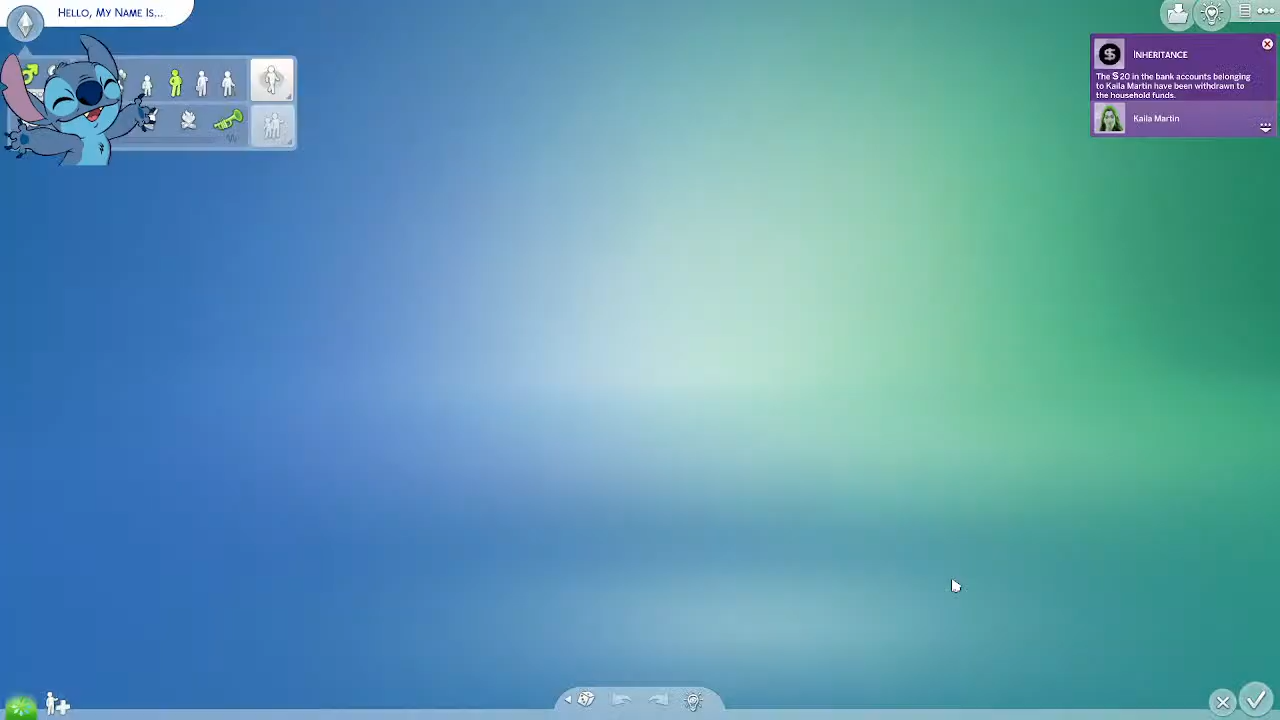 Hello, My Name Is...
Inheritance
The §20 in the bank accounts belonging
to Kaila Martin have been withdrawn to
the household funds.
Kaila Martin